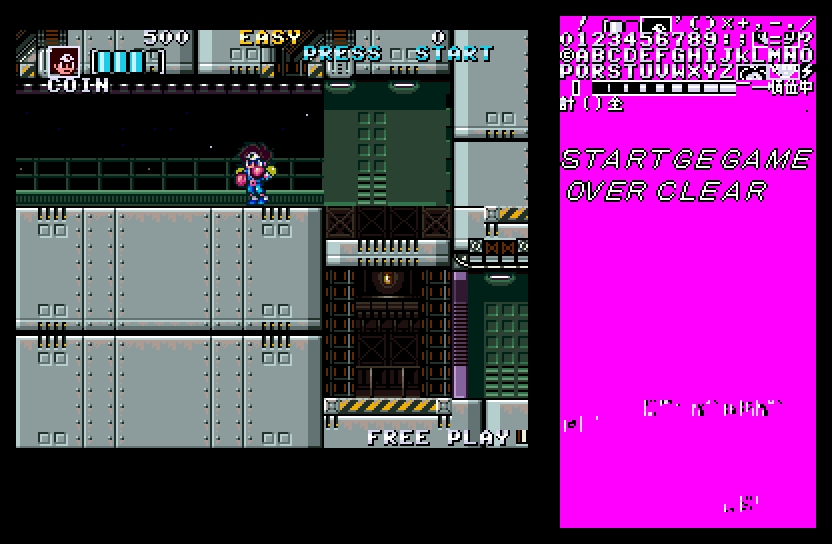 500 EASY 0
PRESS START
COIN
FREE PLAY
/ ( ) × + , - . /
0123456789
©ABCDEFGHIJKLMNO
PQRSTUVWXYZ
START GE GAME
OVER CLEAR